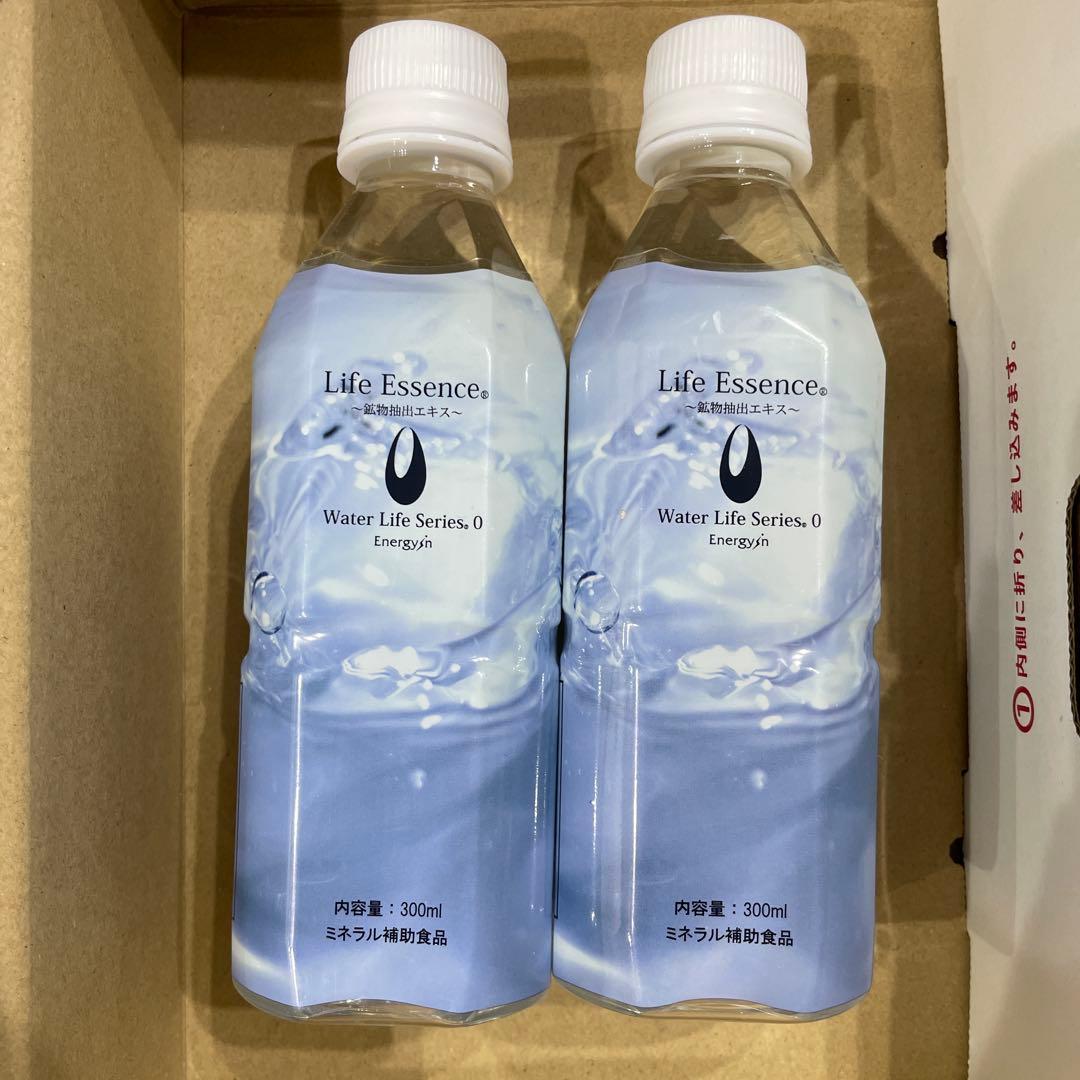 Life Essence®
～鉱物抽出エキス～
Water Life Series® 0
Energysin
内容量：300ml
ミネラル補助食品
Life Essence®
～鉱物抽出エキス～
Water Life Series® 0
Energysin
内容量：300ml
ミネラル補助食品
①内側に折り、差し込みます。